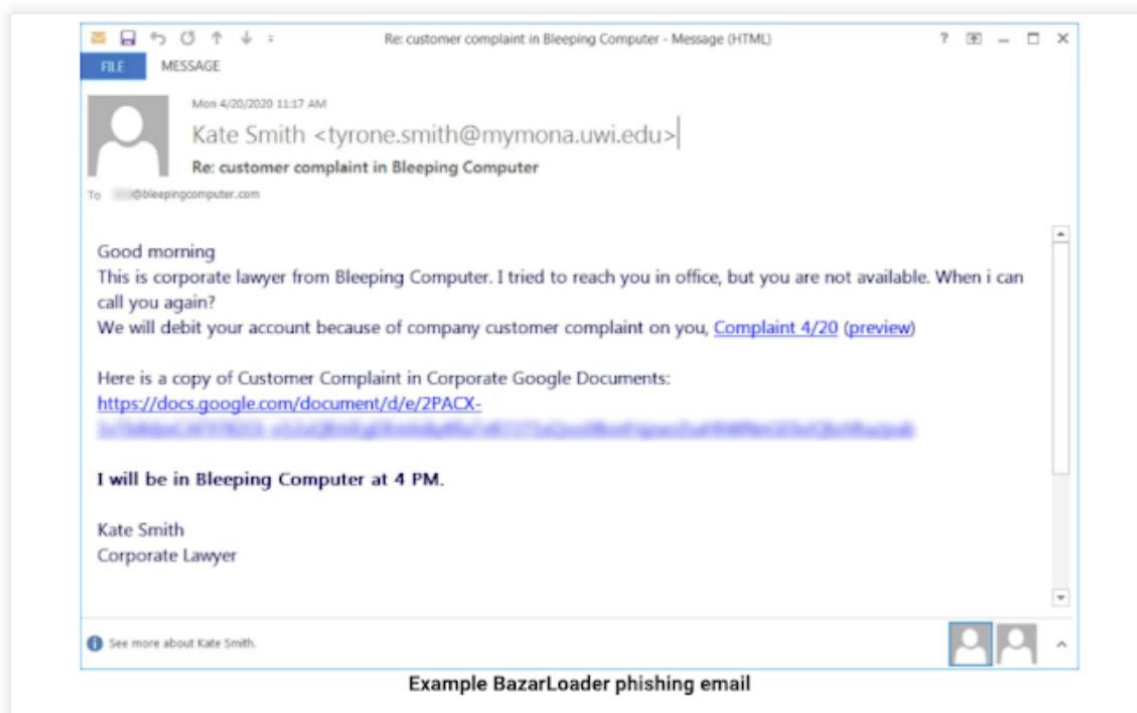 Re: customer complaint in Bleeping Computer - Message (HTML)
FILE MESSAGE
Mon 4/20/2020 11:17 AM
Kate Smith <tyrone.smith@mymona.uwi.edu>
Re: customer complaint in Bleeping Computer
To @bleepingcomputer.com
Good morning
This is corporate lawyer from Bleeping Computer. I tried to reach you in office, but you are not available. When i can
call you again?
We will debit your account because of company customer complaint on you, Complaint 4/20 (preview)
Here is a copy of Customer Complaint in Corporate Google Documents:
https://docs.google.com/document/d/e/2PACX-
I will be in Bleeping Computer at 4 PM.
Kate Smith
Corporate Lawyer
See more about Kate Smith.
Example BazarLoader phishing email